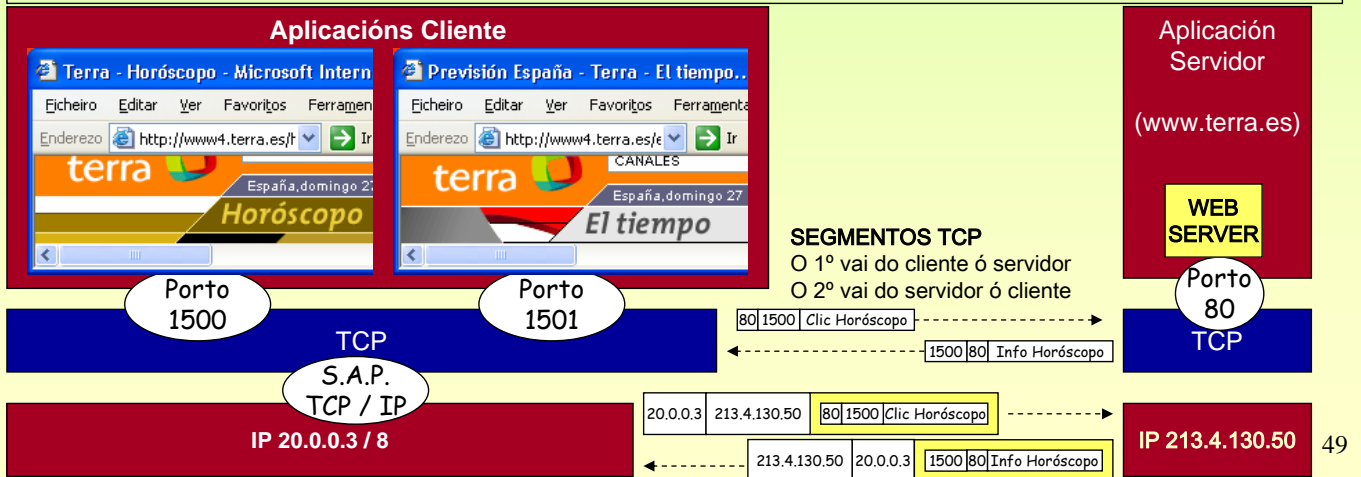 Aplicacións Cliente
Terra - Horóscopo - Microsoft Intern
Ficheiro Editar Ver Favoritos Ferramen
Enderezo http://www4.terra.es/h Ir
terra
España,domingo 27
Horóscopo
Previsión España - Terra - El tiempo..
Ficheiro Editar Ver Favoritos Ferramenta
Enderezo http://www4.terra.es/e Ir
CANALES
terra
España,domingo 27
El tiempo
Aplicación
Servidor
(www.terra.es)
WEB
SERVER
Porto
80
SEGMENTOS TCP
O 1º vai do cliente ó servidor
O 2º vai do servidor ó cliente
Porto
1500
Porto
1501
TCP
80 1500 Clic Horóscopo
1500 80 Info Horóscopo
TCP
S.A.P.
TCP / IP
IP 20.0.0.3 / 8
20.0.0.3 213.4.130.50 80 1500 Clic Horóscopo
213.4.130.50 20.0.0.3 1500 80 Info Horóscopo
IP 213.4.130.50
49